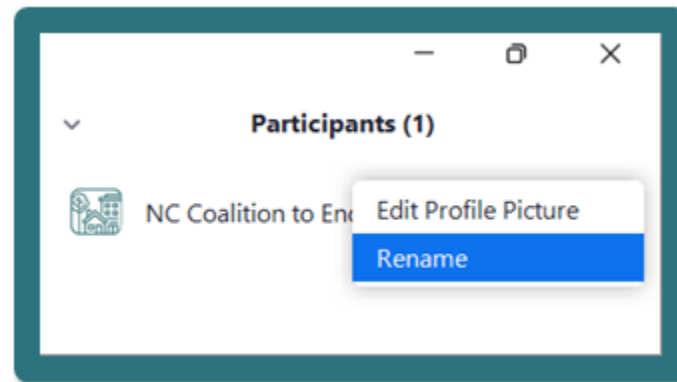 Participants (1)
NC Coalition to End
Edit Profile Picture
Rename